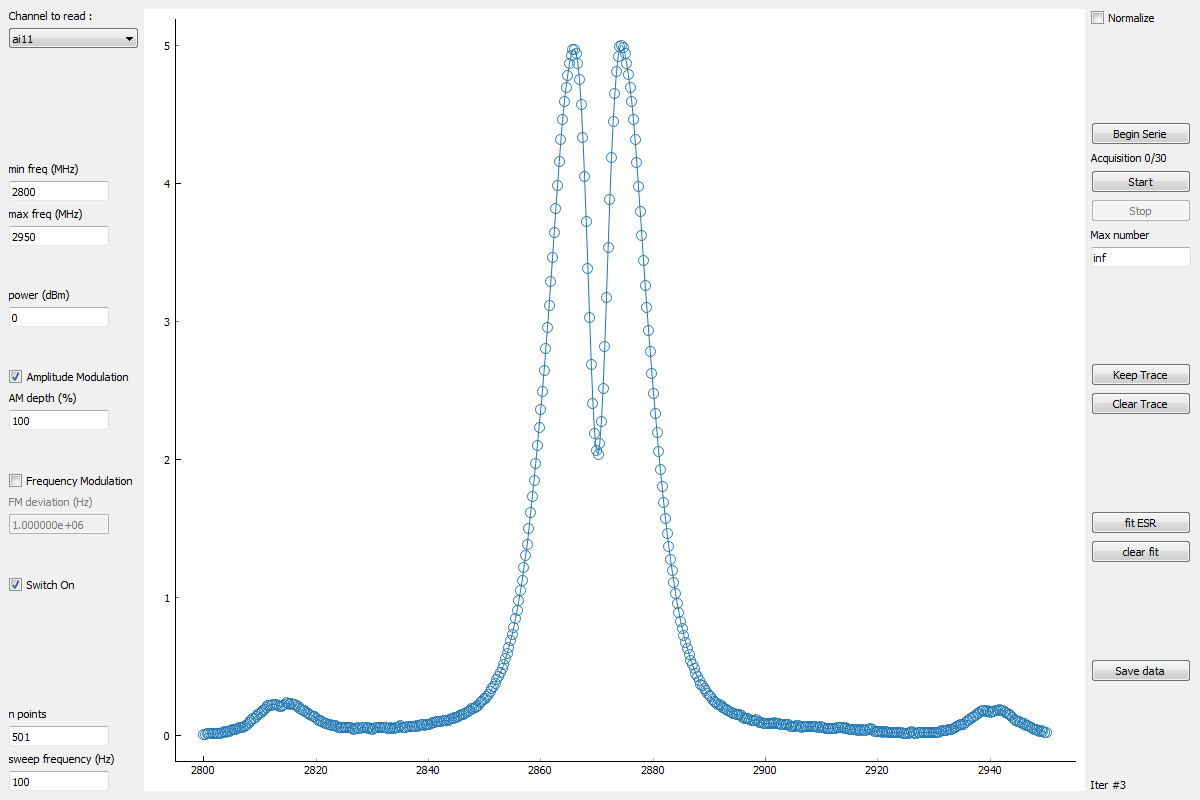 Channel to read :
ai11
min freq (MHz)
2800
max freq (MHz)
2950
power (dBm)
0
Amplitude Modulation
AM depth (%)
100
Frequency Modulation
FM deviation (Hz)
1.000000e+06
Switch On
n points
501
sweep frequency (Hz)
100
5
4
3
2
1
0
2800 2820 2840 2860 2880 2900 2920 2940
Normalize
Begin Serie
Acquisition 0/30
Start
Stop
Max number
inf
Keep Trace
Clear Trace
fit ESR
clear fit
Save data
Iter #3